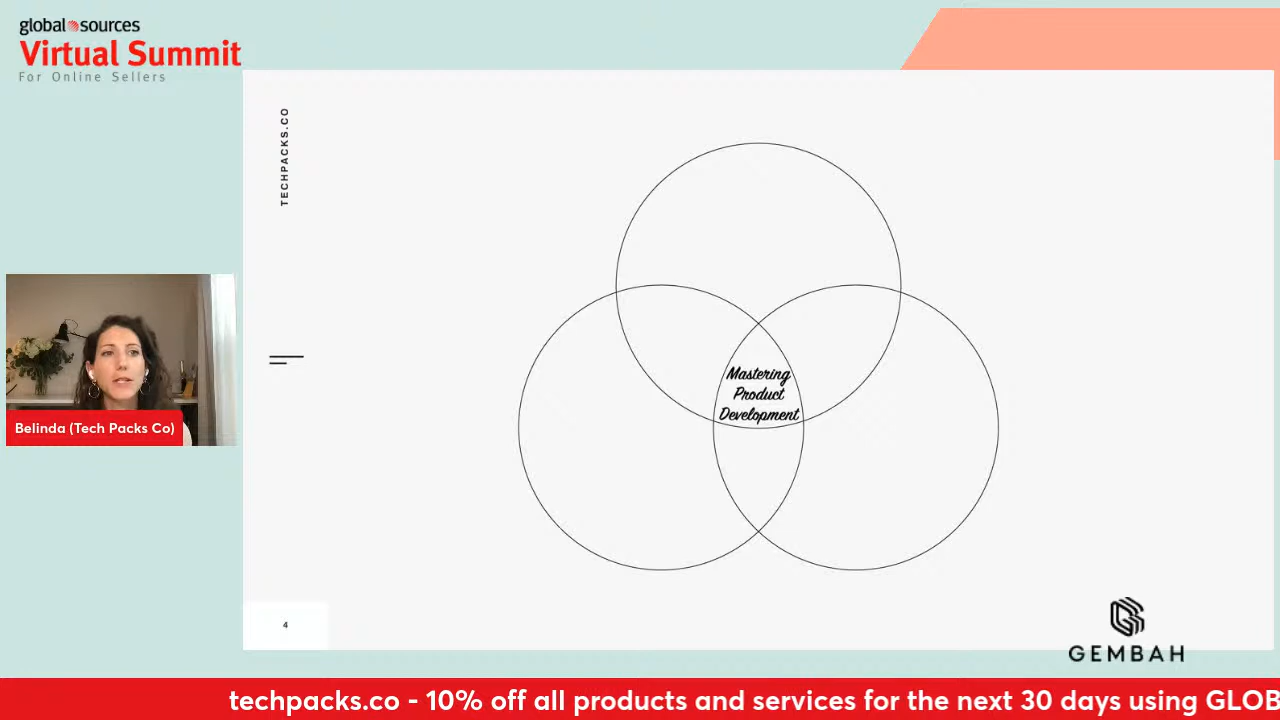 global sources
Virtual Summit
For Online Sellers
TECHPACKS.CO
Mastering
Product
Development
Belinda (Tech Packs Co)
4
GEMBAH
techpacks.co - 10% off all products and services for the next 30 days using GLOB